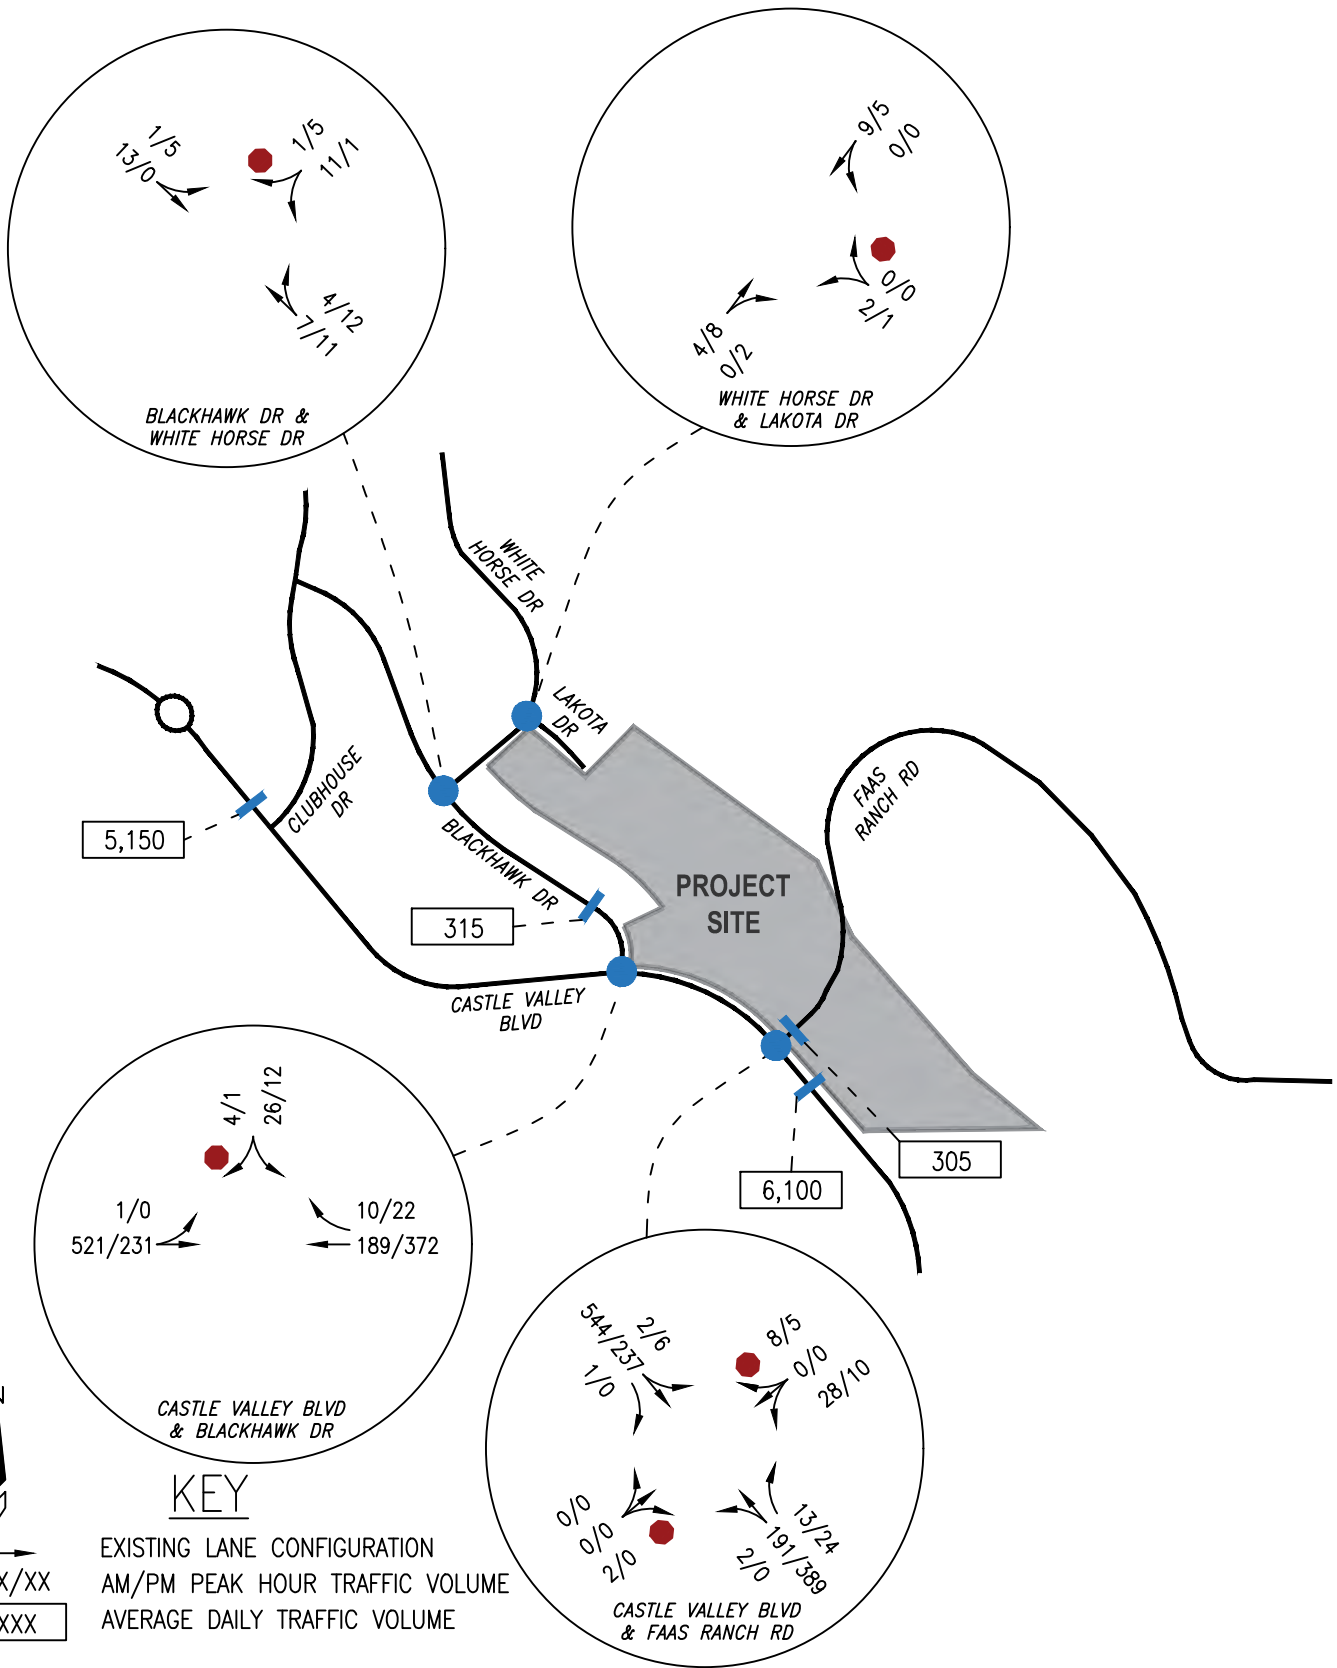 1/5
13/0
1/5
11/1
4/12
7/11
BLACKHAWK DR &
WHITE HORSE DR
9/5
0/0
0/0
2/1
4/8
0/2
WHITE HORSE DR
& LAKOTA DR
WHITE
HORSE DR
LAKOTA
DR
CLUBHOUSE
DR
5,150
BLACKHAWK DR
315
FAAS
RANCH RD
PROJECT
SITE
CASTLE VALLEY
BLVD
305
6,100
4/1
26/12
1/0
521/231
10/22
189/372
CASTLE VALLEY BLVD
& BLACKHAWK DR
2/6
544/237
1/0
8/5
0/0
28/10
0/0
0/0
2/0
13/24
191/389
2/0
CASTLE VALLEY BLVD
& FAAS RANCH RD
KEY
EXISTING LANE CONFIGURATION
X/XX AM/PM PEAK HOUR TRAFFIC VOLUME
XXX AVERAGE DAILY TRAFFIC VOLUME